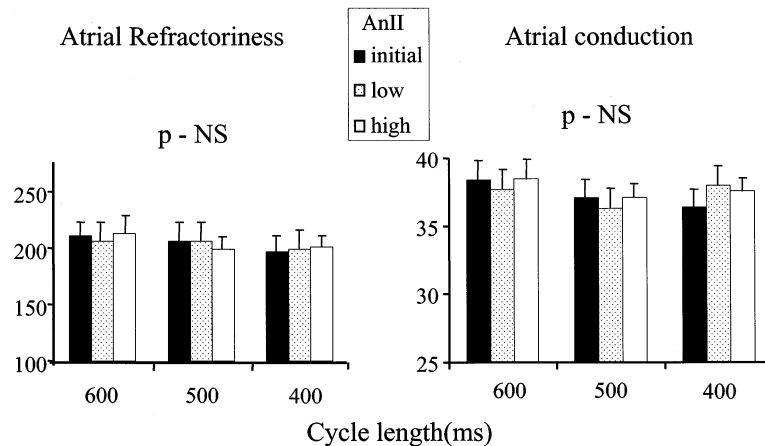 Atrial Refractoriness
AnII
initial
low
high
Atrial conduction
p - NS
p - NS
250
200
150
100
600
500
400
40
35
30
25
600
500
400
Cycle length(ms)